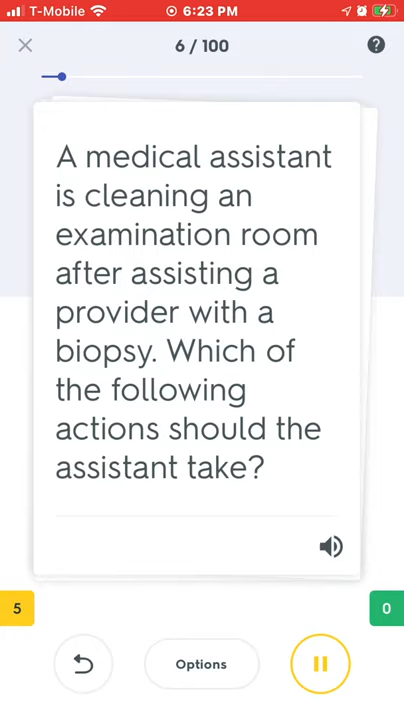 T-Mobile 6:23 PM
6 / 100
?
A medical assistant
is cleaning an
examination room
after assisting a
provider with a
biopsy. Which of
the following
actions should the
assistant take?
5
0
Options